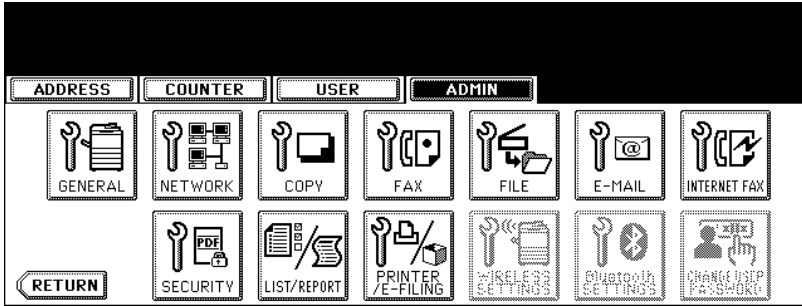 ADDRESS COUNTER USER ADMIN
GENERAL NETWORK COPY FAX FILE @ E-MAIL INTERNET FAX
PDF
SECURITY LIST/REPORT PRINTER /E-FILING WIRELESS SETTINGS Bluetooth SETTINGS CHANGE USER PASSWORD
RETURN